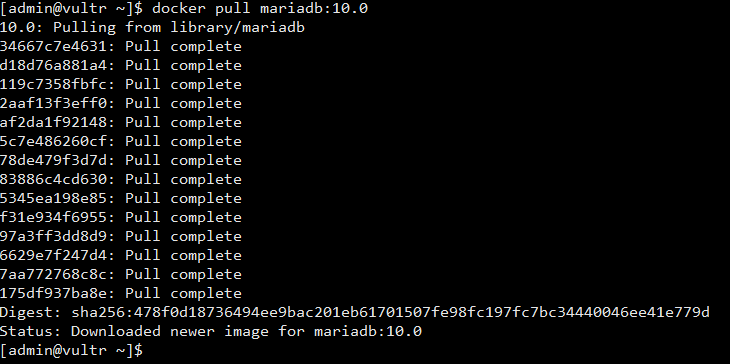 [admin@vultr ~]$ docker pull mariadb:10.0
10.0: Pulling from library/mariadb
34667c7e4631: Pull complete
d18d76a881a4: Pull complete
119c7358fbfc: Pull complete
2aaf13f3eff0: Pull complete
af2da1f92148: Pull complete
5c7e486260cf: Pull complete
78de479f3d7d: Pull complete
83886c4cd630: Pull complete
5345ea198e85: Pull complete
f31e934f6955: Pull complete
97a3ff3dd8d9: Pull complete
6629e7f247d4: Pull complete
7aa772768c8c: Pull complete
175df937ba8e: Pull complete
Digest: sha256:478f0d18736494ee9bac201eb61701507fe98fc197fc7bc34440046ee41e779d
Status: Downloaded newer image for mariadb:10.0
[admin@vultr ~]$